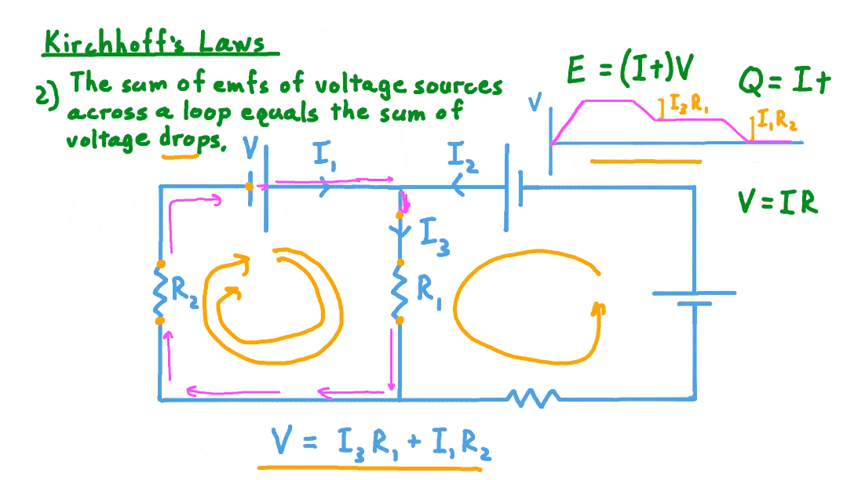 Kirchhoff's Laws
2) The sum of emfs of voltage sources
across a loop equals the sum of
voltage drops.
E = (It)V
Q = It
V
I₃R₁
I₁R₂
V = IR
V
I₁
I₂
I₃
R₂
R₁
V = I₃R₁ + I₁R₂